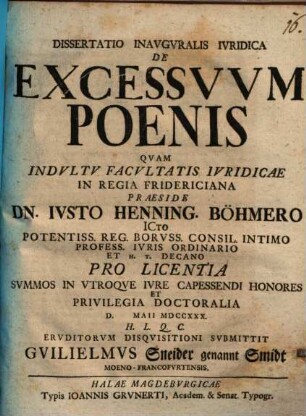 16.
DISSERTATIO INAVGVRALIS IVRIDICA
DE
EXCESSVVM
POENIS
QVAM
INDVLTV FACVLTATIS IVRIDICAE
IN REGIA FRIDERICIANA
PRAESIDE
DN. IVSTO HENNING. BÖHMERO
ICTO
POTENTISS. REG. BORVSS. CONSIL. INTIMO
PROFESS. IVRIS ORDINARIO
ET H. T. DECANO
PRO LICENTIA
SVMMOS IN VTROQVE IVRE CAPESSENDI HONORES
ET
PRIVILEGIA DOCTORALIA
D. MAII MDCCXXX.
H. L. Q. C.
ERVDITORVM DISQVISITIONI SVBMITTIT
GVILIELMVS Sneider genannt Smidt
MOENO-FRANCOFVRTENSIS.
HALAE MAGDEBVRGICAE
Typis IOANNIS GRVNERTI, Academ. & Senat. Typogr.